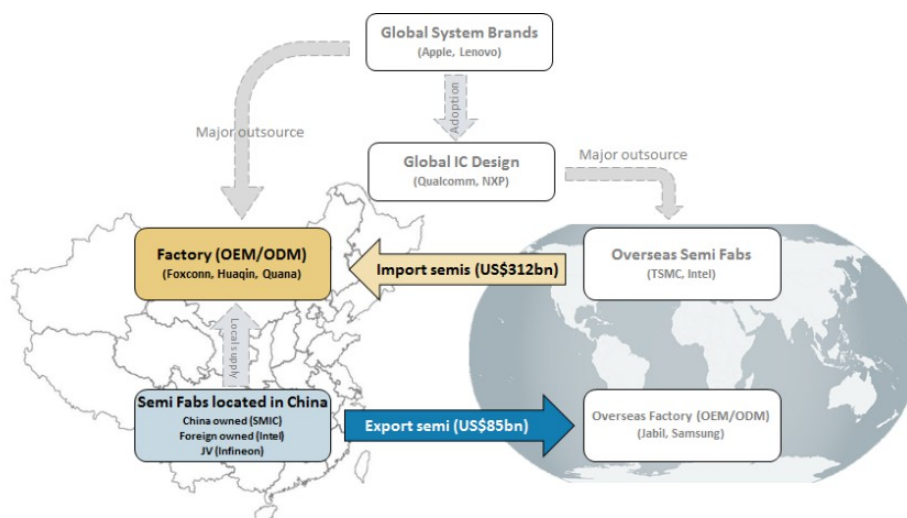 Global System Brands
(Apple, Lenovo)
Major outsource
Adoption
Global IC Design
(Qualcomm, NXP)
Major outsource
Factory (OEM/ODM)
(Foxconn, Huaqin, Quana)
Import semis (US$312bn)
Overseas Semi Fabs
(TSMC, Intel)
Local supply
Semi Fabs located in China
China owned (SMIC)
Foreign owned (Intel)
JV (Infineon)
Export semi (US$85bn)
Overseas Factory (OEM/ODM)
(Jabil, Samsung)